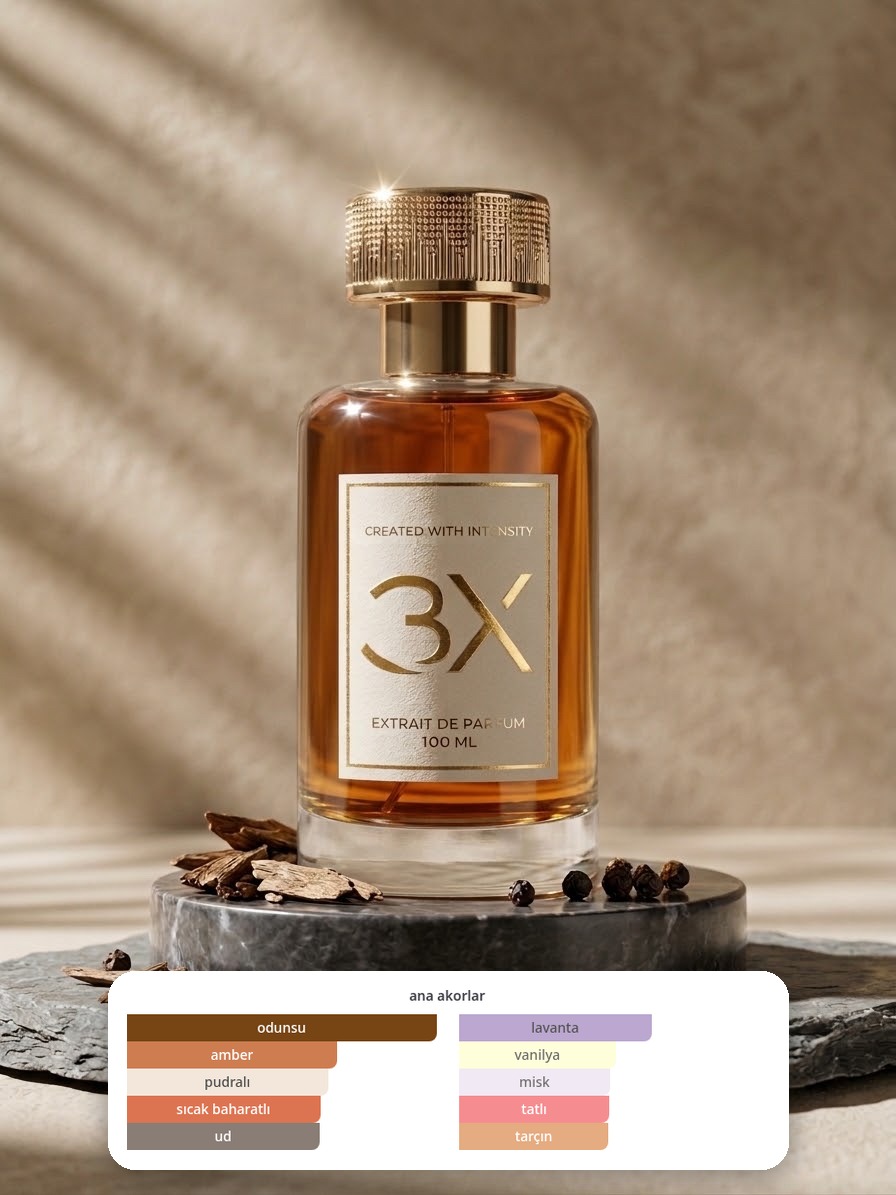 CREATED WITH INTENSITY
3X
EXTRAIT DE PARFUM
100 ML
ana akorlar
odunsu
amber
pudralı
sıcak baharatlı
ud
lavanta
vanilya
misk
tatlı
tarçın